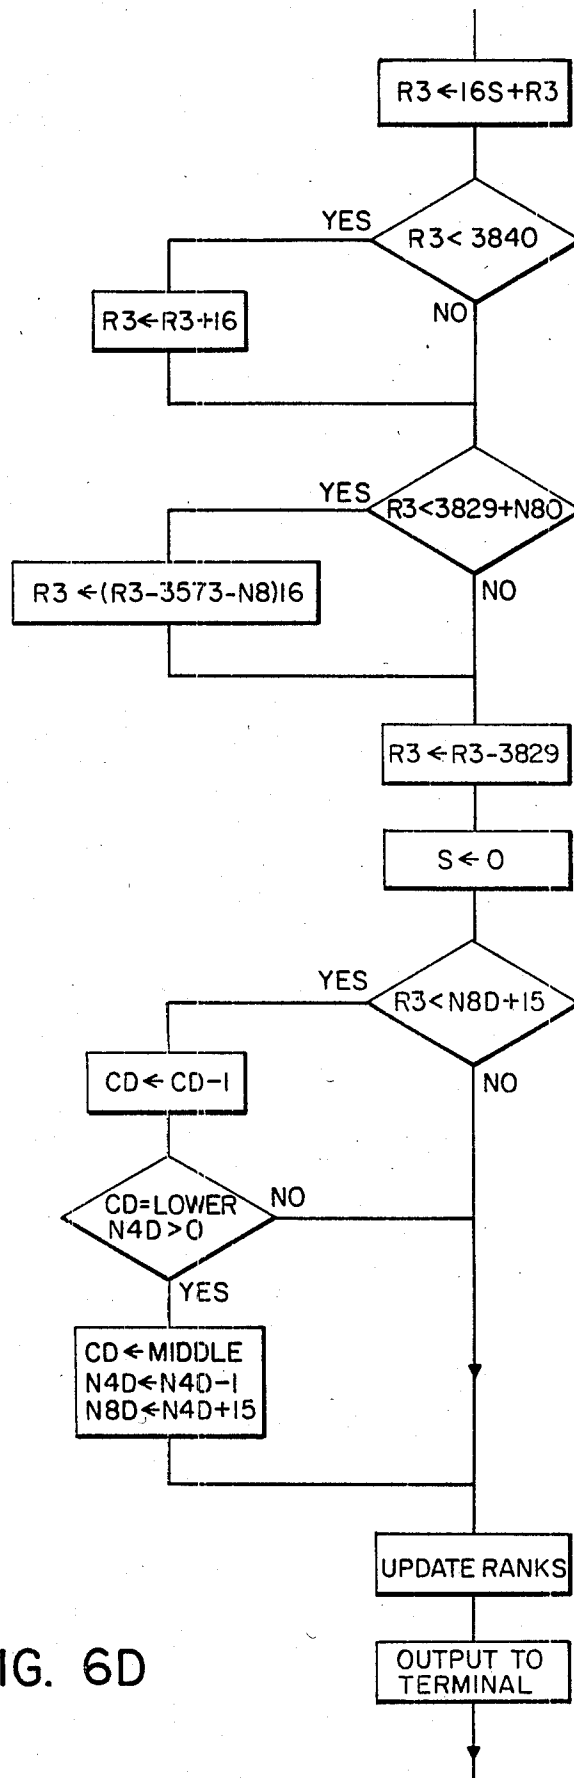 R3←16S+R3
YES
R3<3840
R3←R3+16
NO
YES
R3<3829+N80
R3←(R3-3573-N8)16
NO
R3←R3-3829
S←0
YES
R3<N8D+15
CD←CD-1
NO
CD=LOWER
N4D>0
NO
YES
CD←MIDDLE
N4D←N4D-1
N8D←N4D+15
UPDATE RANKS
OUTPUT TO
TERMINAL
IG. 6D